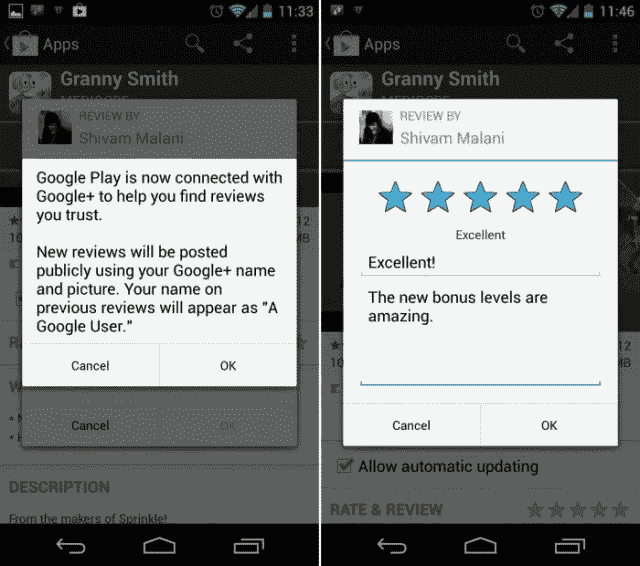 11:33
Apps
Granny Smith
MEDIOCRE
REVIEW BY
Shivam Malani
Google Play is now connected with
Google+ to help you find reviews
you trust.
New reviews will be posted
publicly using your Google+ name
and picture. Your name on
previous reviews will appear as "A
Google User."
Cancel
OK
Cancel
OK
DESCRIPTION
From the makers of Sprinkle!
11:46
Apps
Granny Smith
REVIEW BY
Shivam Malani
Excellent
Excellent!
The new bonus levels are
amazing.
Cancel
OK
Allow automatic updating
RATE & REVIEW